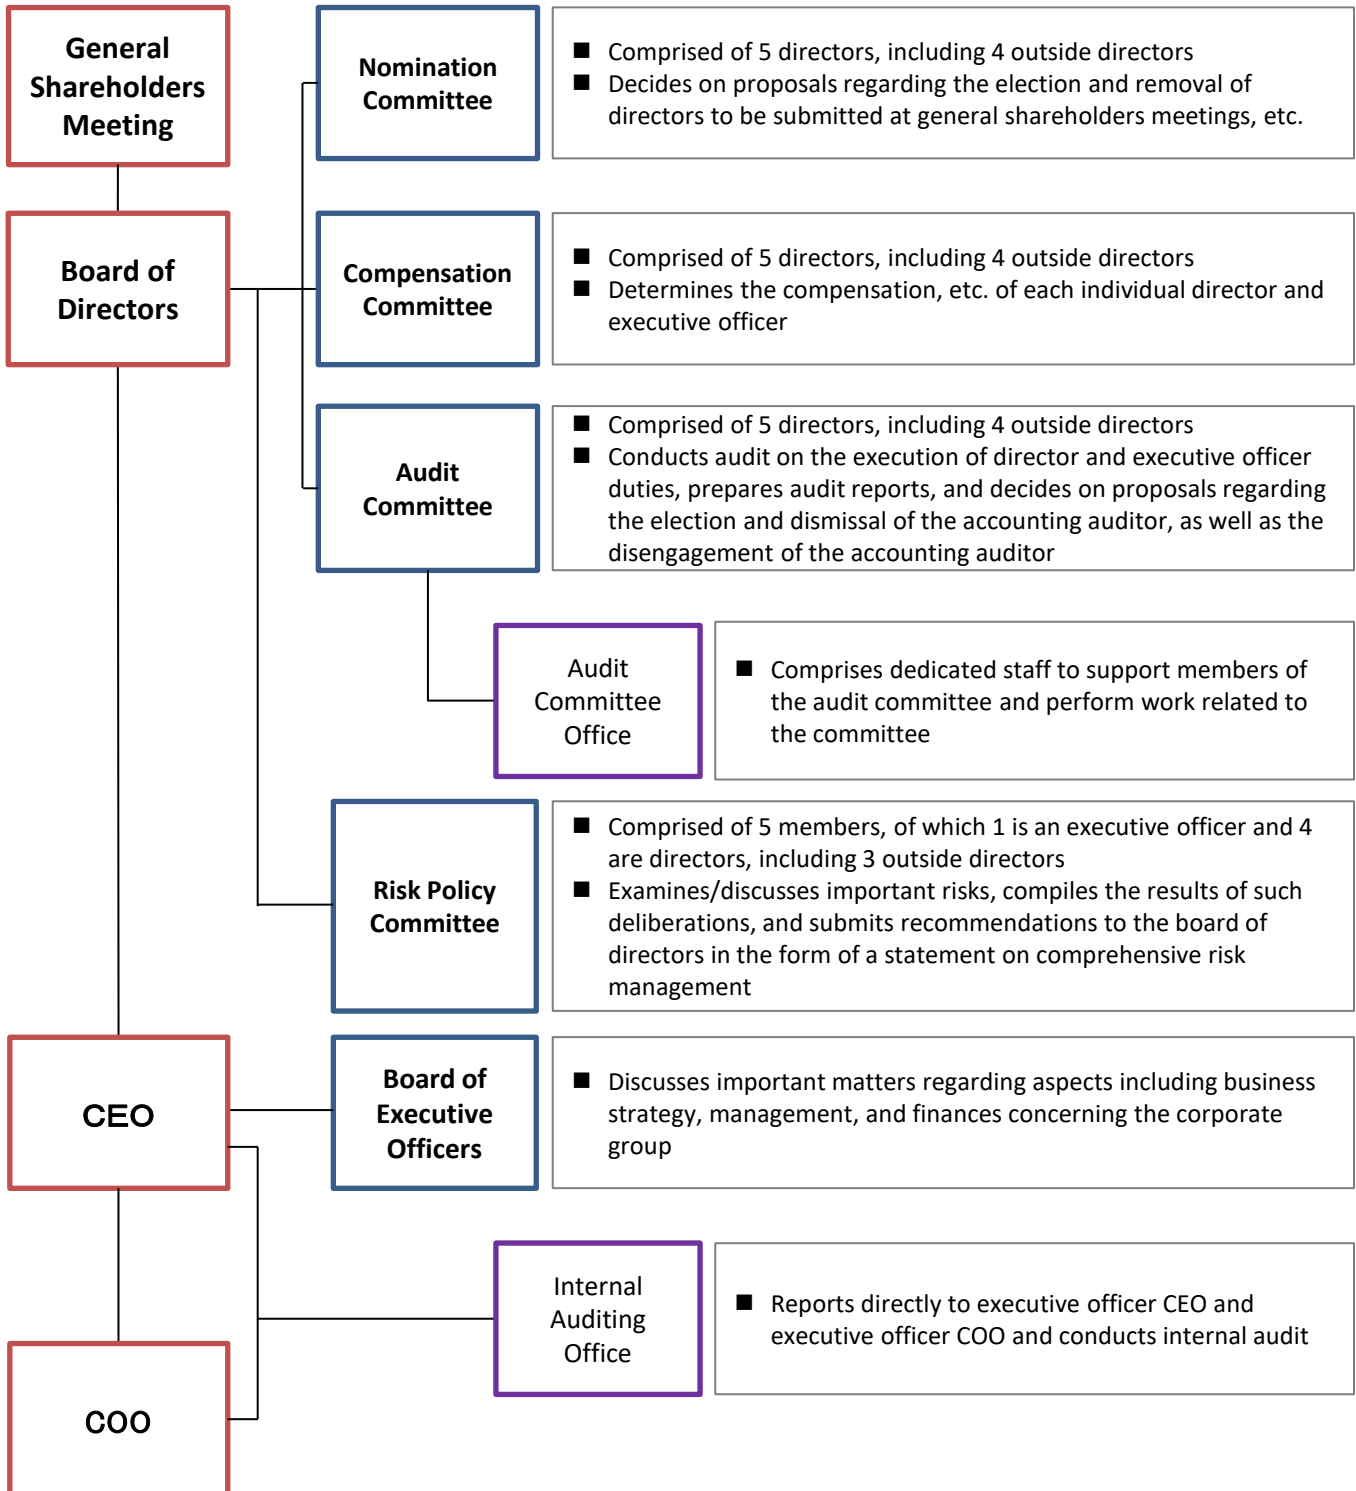 General
Shareholders
Meeting
Nomination
Committee
■ Comprised of 5 directors, including 4 outside directors
■ Decides on proposals regarding the election and removal of
directors to be submitted at general shareholders meetings, etc.
Board of
Directors
Compensation
Committee
■ Comprised of 5 directors, including 4 outside directors
■ Determines the compensation, etc. of each individual director and
executive officer
Audit
Committee
■ Comprised of 5 directors, including 4 outside directors
■ Conducts audit on the execution of director and executive officer
duties, prepares audit reports, and decides on proposals regarding
the election and dismissal of the accounting auditor, as well as the
disengagement of the accounting auditor
Audit
Committee
Office
■ Comprises dedicated staff to support members of
the audit committee and perform work related to
the committee
Risk Policy
Committee
■ Comprised of 5 members, of which 1 is an executive officer and 4
are directors, including 3 outside directors
■ Examines/discusses important risks, compiles the results of such
deliberations, and submits recommendations to the board of
directors in the form of a statement on comprehensive risk
management
CEO
Board of
Executive
Officers
■ Discusses important matters regarding aspects including business
strategy, management, and finances concerning the corporate
group
Internal
Auditing
Office
■ Reports directly to executive officer CEO and
executive officer COO and conducts internal audit
COO